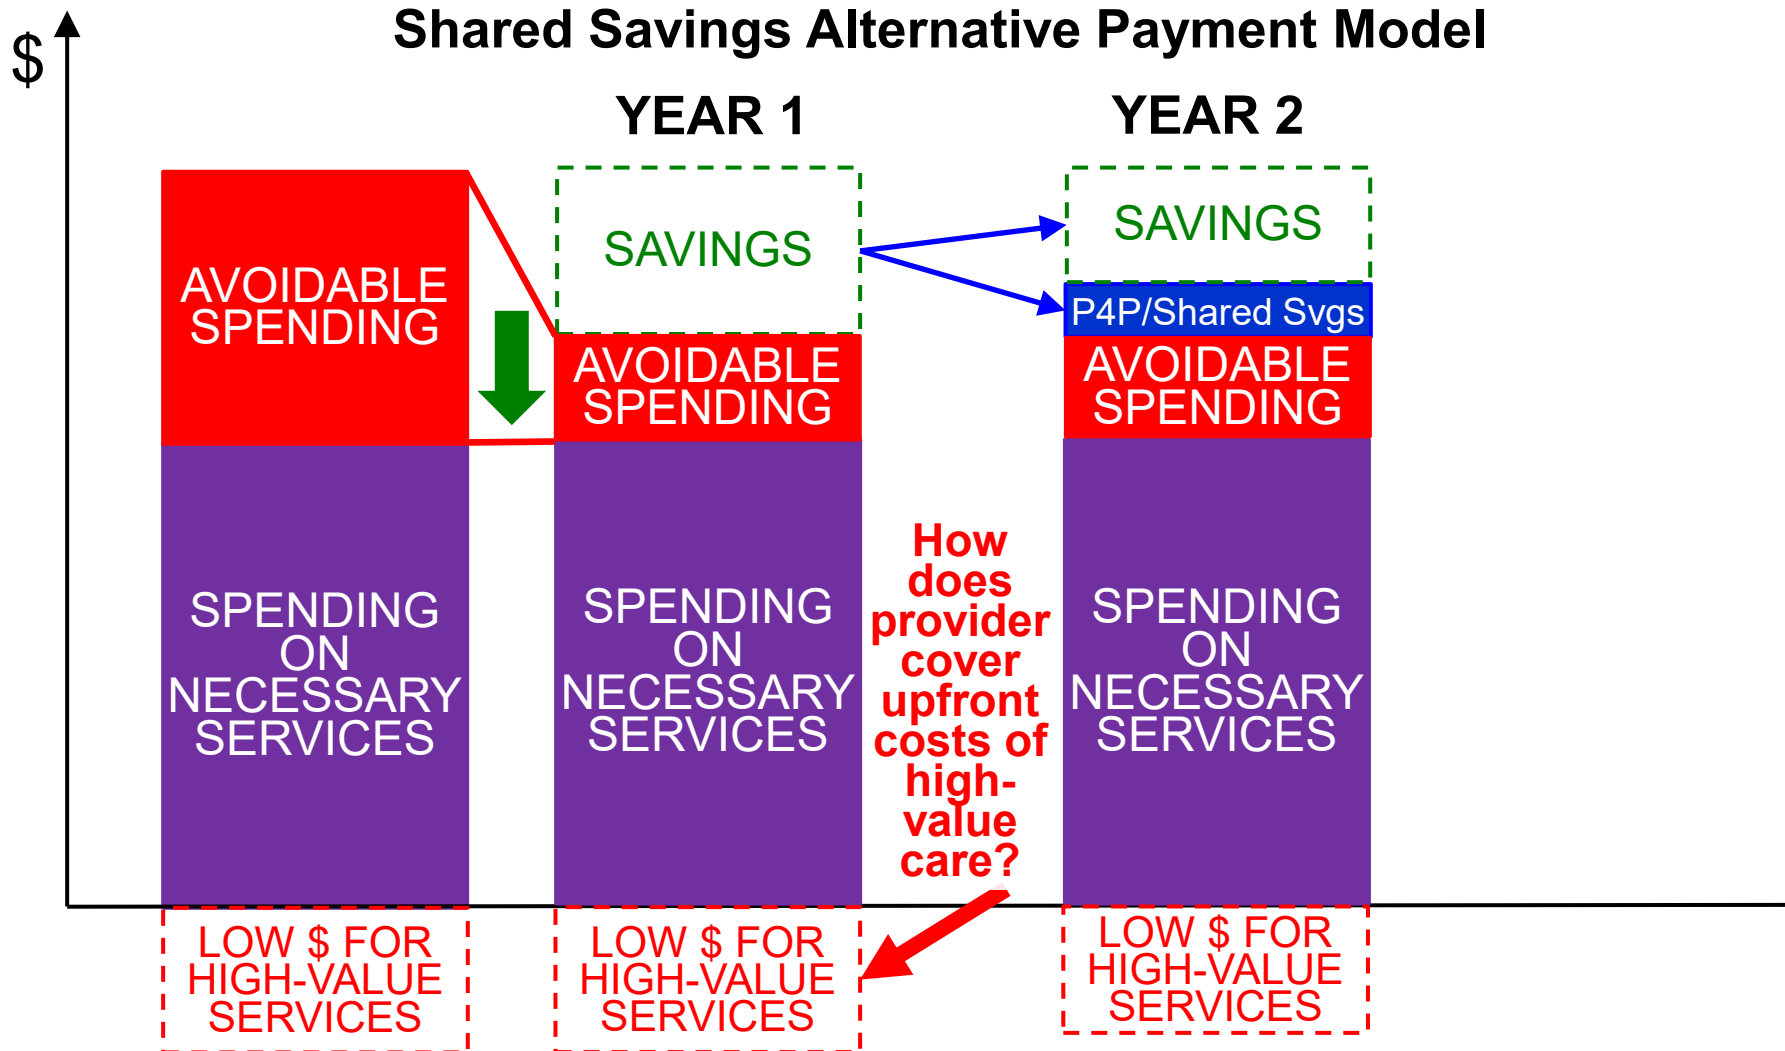 Shared Savings Alternative Payment Model
$
YEAR 1
YEAR 2
AVOIDABLE
SPENDING
SPENDING
ON
NECESSARY
SERVICES
LOW $ FOR
HIGH-VALUE
SERVICES
SAVINGS
AVOIDABLE
SPENDING
SPENDING
ON
NECESSARY
SERVICES
LOW $ FOR
HIGH-VALUE
SERVICES
How
does
provider
cover
upfront
costs of
high-
value
care?
SAVINGS
P4P/Shared Svgs
AVOIDABLE
SPENDING
SPENDING
ON
NECESSARY
SERVICES
LOW $ FOR
HIGH-VALUE
SERVICES